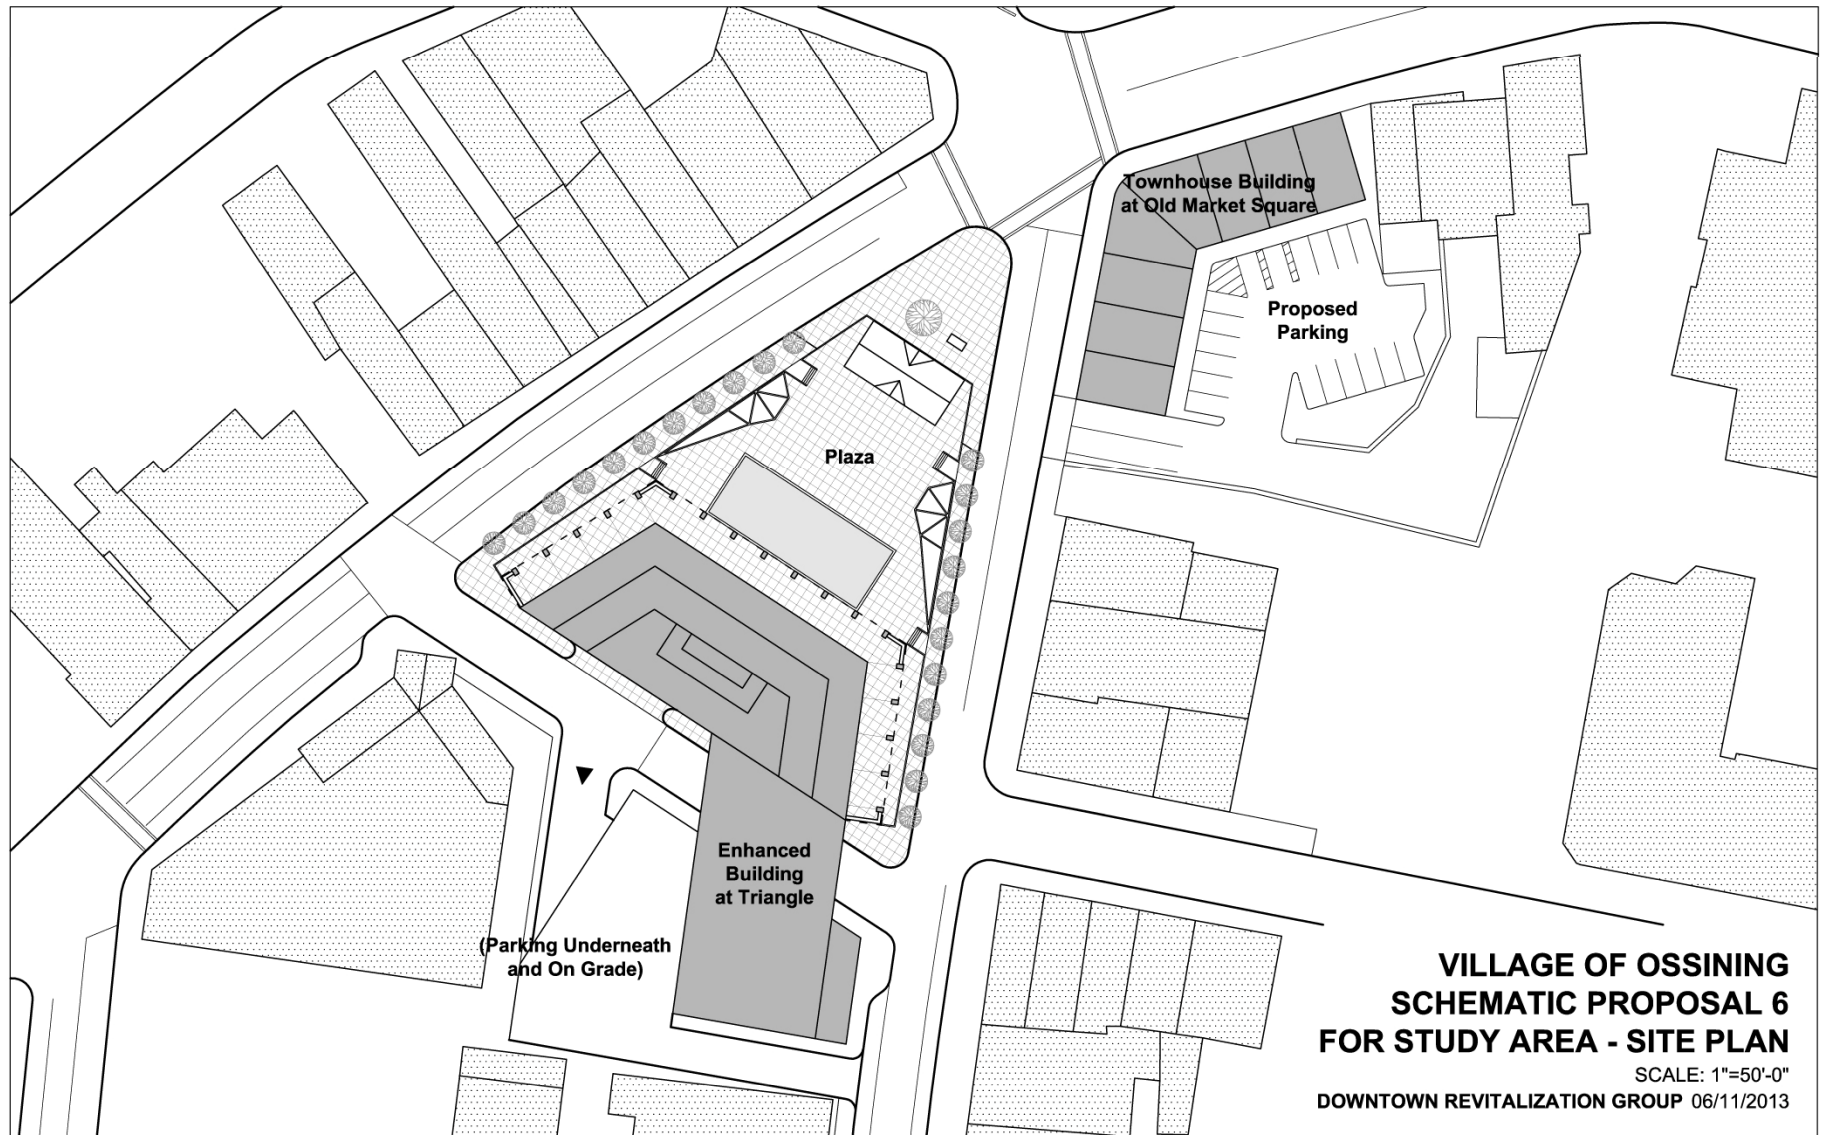 Townhouse Building
at Old Market Square
Proposed
Parking
Plaza
Enhanced
Building
at Triangle
(Parking Underneath
and On Grade)
VILLAGE OF OSSINING
SCHEMATIC PROPOSAL 6
FOR STUDY AREA - SITE PLAN
SCALE: 1"=50'-0"
DOWNTOWN REVITALIZATION GROUP 06/11/2013